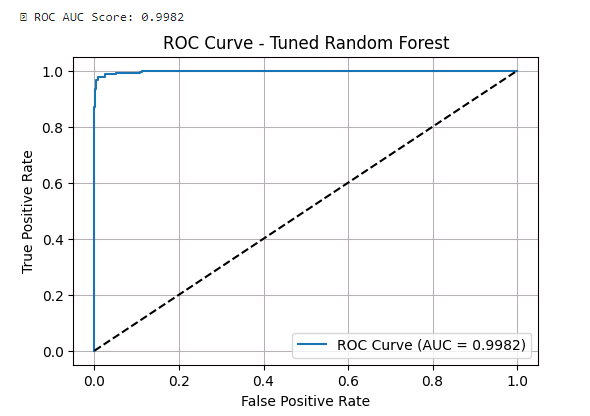 ROC AUC Score: 0.9982
ROC Curve - Tuned Random Forest
True Positive Rate
1.0
0.8
0.6
0.4
0.2
0.0
ROC Curve (AUC = 0.9982)
0.0 0.2 0.4 0.6 0.8 1.0
False Positive Rate